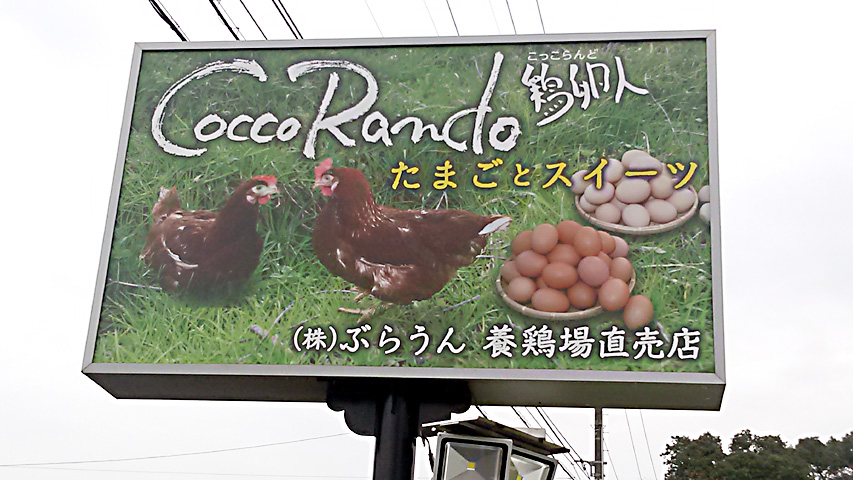 CoccoRando
こっこらんど
鶏卵人
たまごとスイーツ
(株)ぶらうん 養鶏場直売店